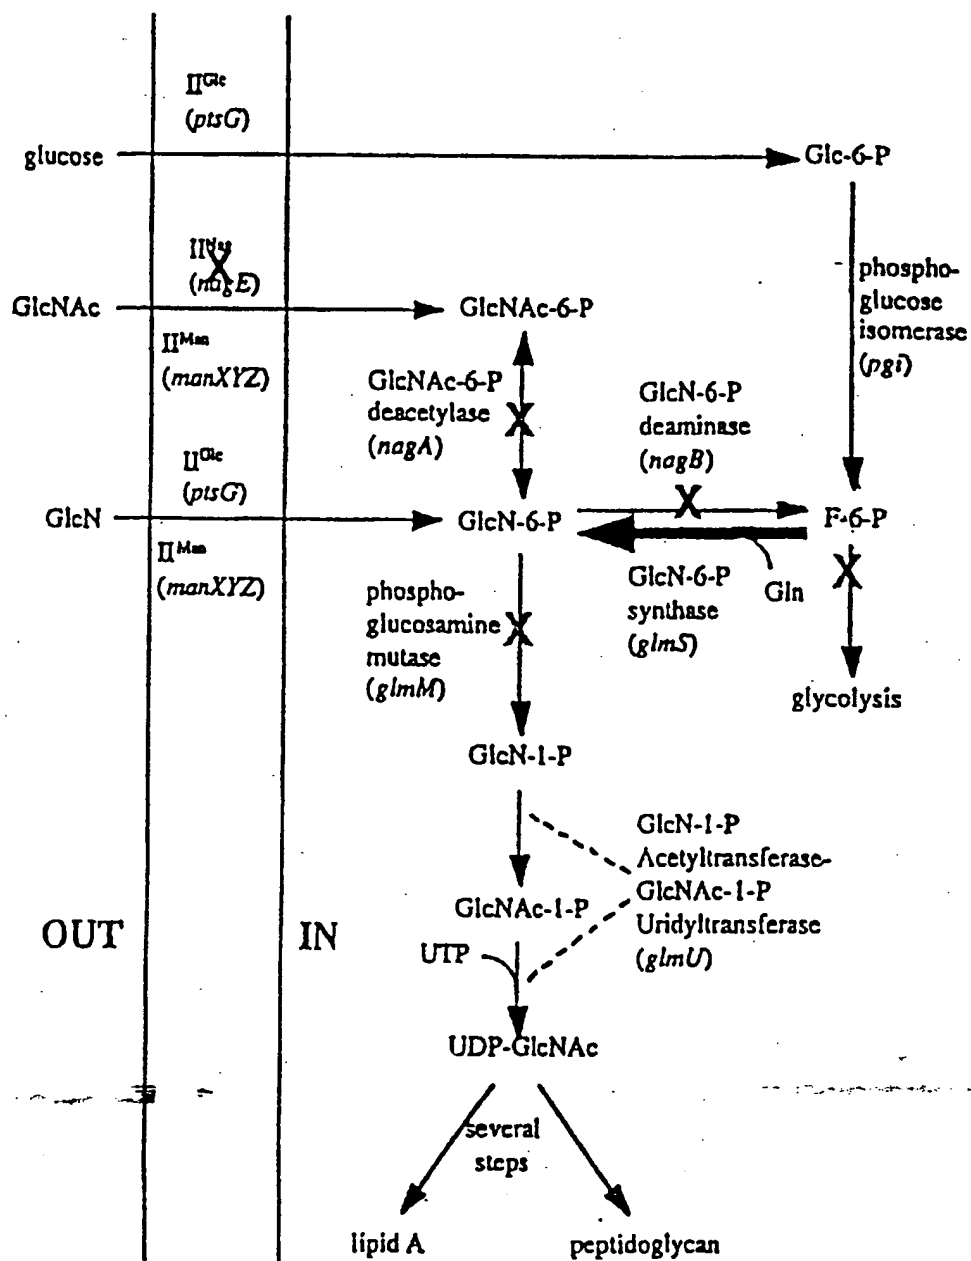 II^Glc
(ptsG)
glucose
Glc-6-P
II^Nag
(nagE)
GlcNAc
GlcNAc-6-P
II^Man
(manXYZ)
phospho-
glucose
isomerase
(pgi)
GlcNAc-6-P
deacetylase
(nagA)
GlcN-6-P
deaminase
(nagB)
II^Glc
(ptsG)
GlcN
GlcN-6-P
F-6-P
II^Man
(manXYZ)
GlcN-6-P
synthase
(glmS)
Gln
phospho-
glucosamine
mutase
(glmM)
glycolysis
GlcN-1-P
GlcN-1-P
Acetyltransferase-
GlcNAc-1-P
Uridyltransferase
(glmU)
GlcNAc-1-P
OUT
IN
UTP
UDP-GlcNAc
several
steps
lipid A
peptidoglycan